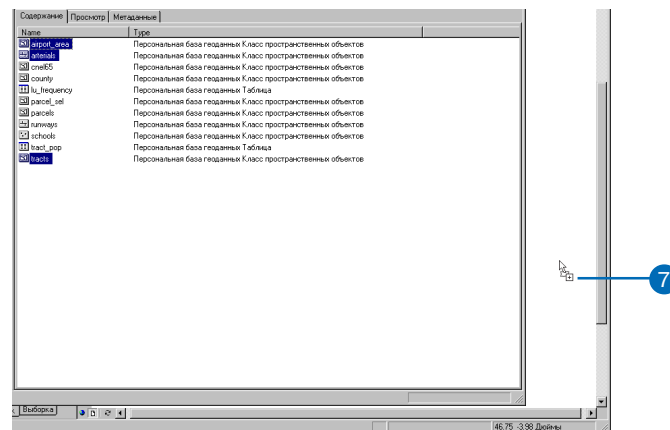 Содержание Просмотр Метаданные
Name Type
airport_area Персональная база геоданных Класс пространственных объектов
arterials Персональная база геоданных Класс пространственных объектов
cnel65 Персональная база геоданных Класс пространственных объектов
county Персональная база геоданных Класс пространственных объектов
lu_frequency Персональная база геоданных Таблица
parcel_sel Персональная база геоданных Класс пространственных объектов
parcels Персональная база геоданных Класс пространственных объектов
runways Персональная база геоданных Класс пространственных объектов
schools Персональная база геоданных Класс пространственных объектов
tract_pop Персональная база геоданных Таблица
tracts Персональная база геоданных Класс пространственных объектов
7
Выборка
46.75 -3.98 Дюймы